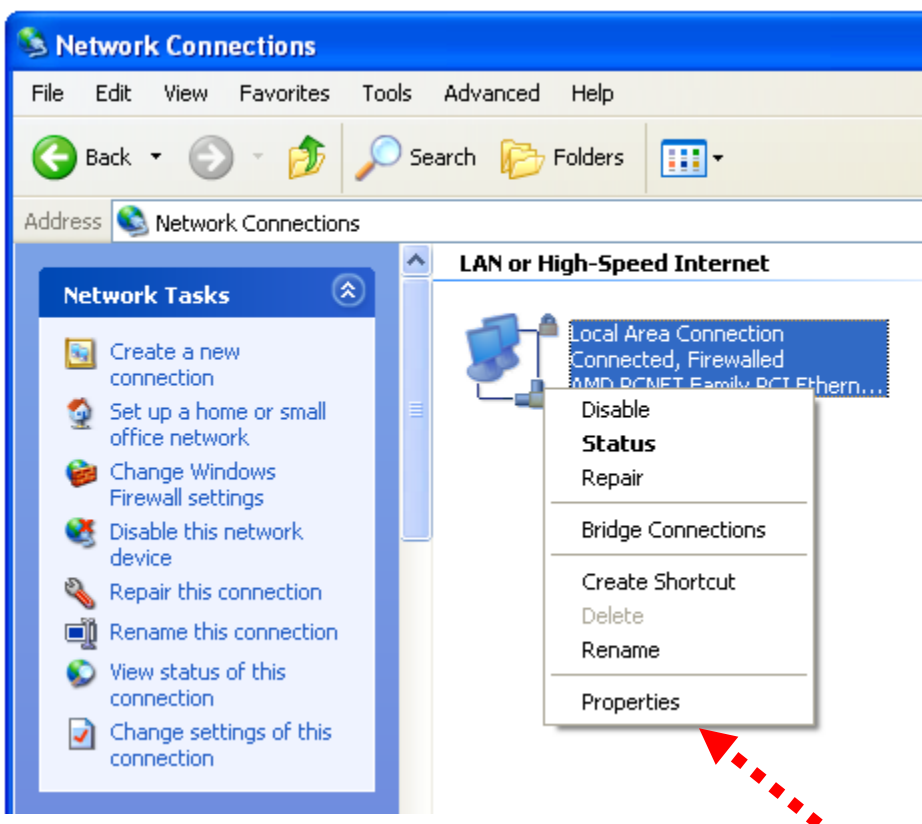 Network Connections
File Edit View Favorites Tools Advanced Help
Back Search Folders
Address Network Connections
Network Tasks
Create a new
connection
Set up a home or small
office network
Change Windows
Firewall settings
Disable this network
device
Repair this connection
Rename this connection
View status of this
connection
Change settings of this
connection
LAN or High-Speed Internet
Local Area Connection
Connected, Firewalled
AMD PCNET Family PCI Ethern...
Disable
Status
Repair
Bridge Connections
Create Shortcut
Delete
Rename
Properties